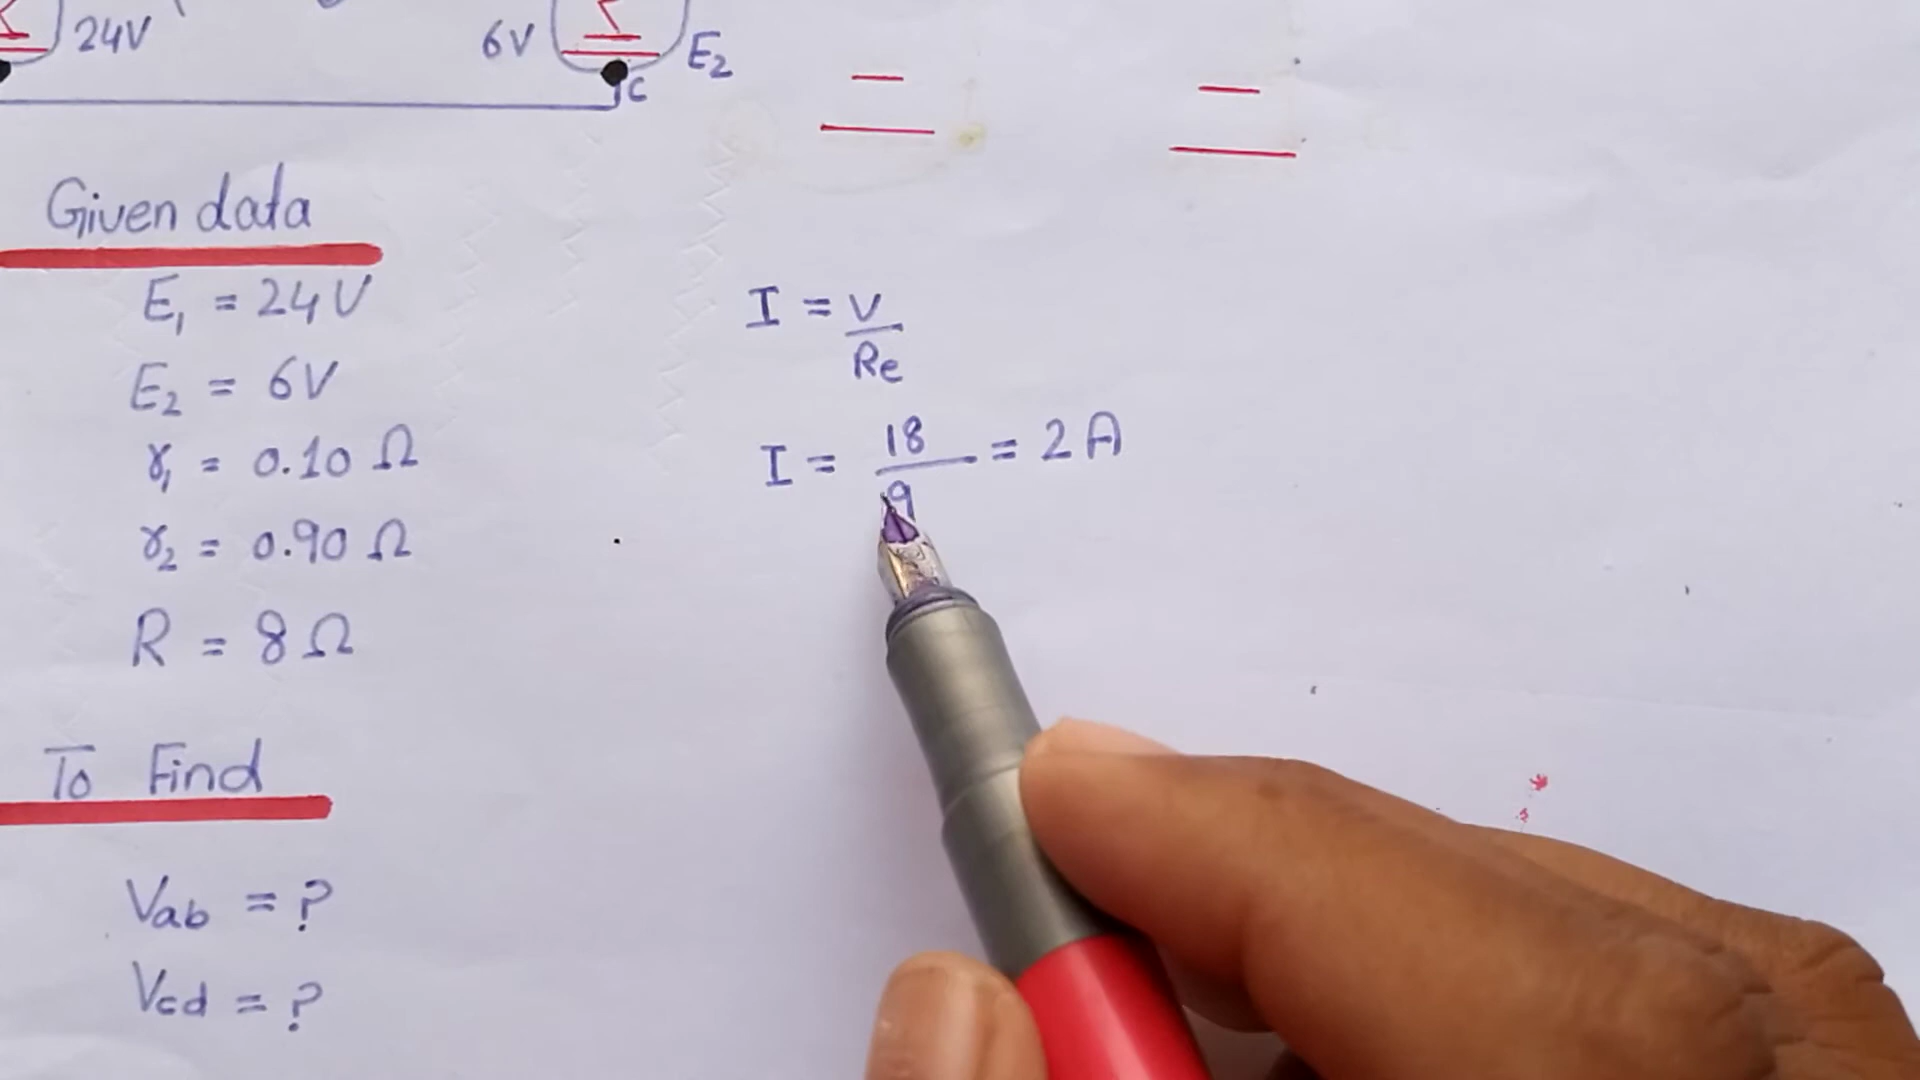 24V
6V
E₂
c
Given data
E₁ = 24V
E₂ = 6V
r₁ = 0.10 Ω
r₂ = 0.90 Ω
R = 8 Ω
To Find
Vab = ?
Vcd = ?
I = V/Re
I = 18/9 = 2 A